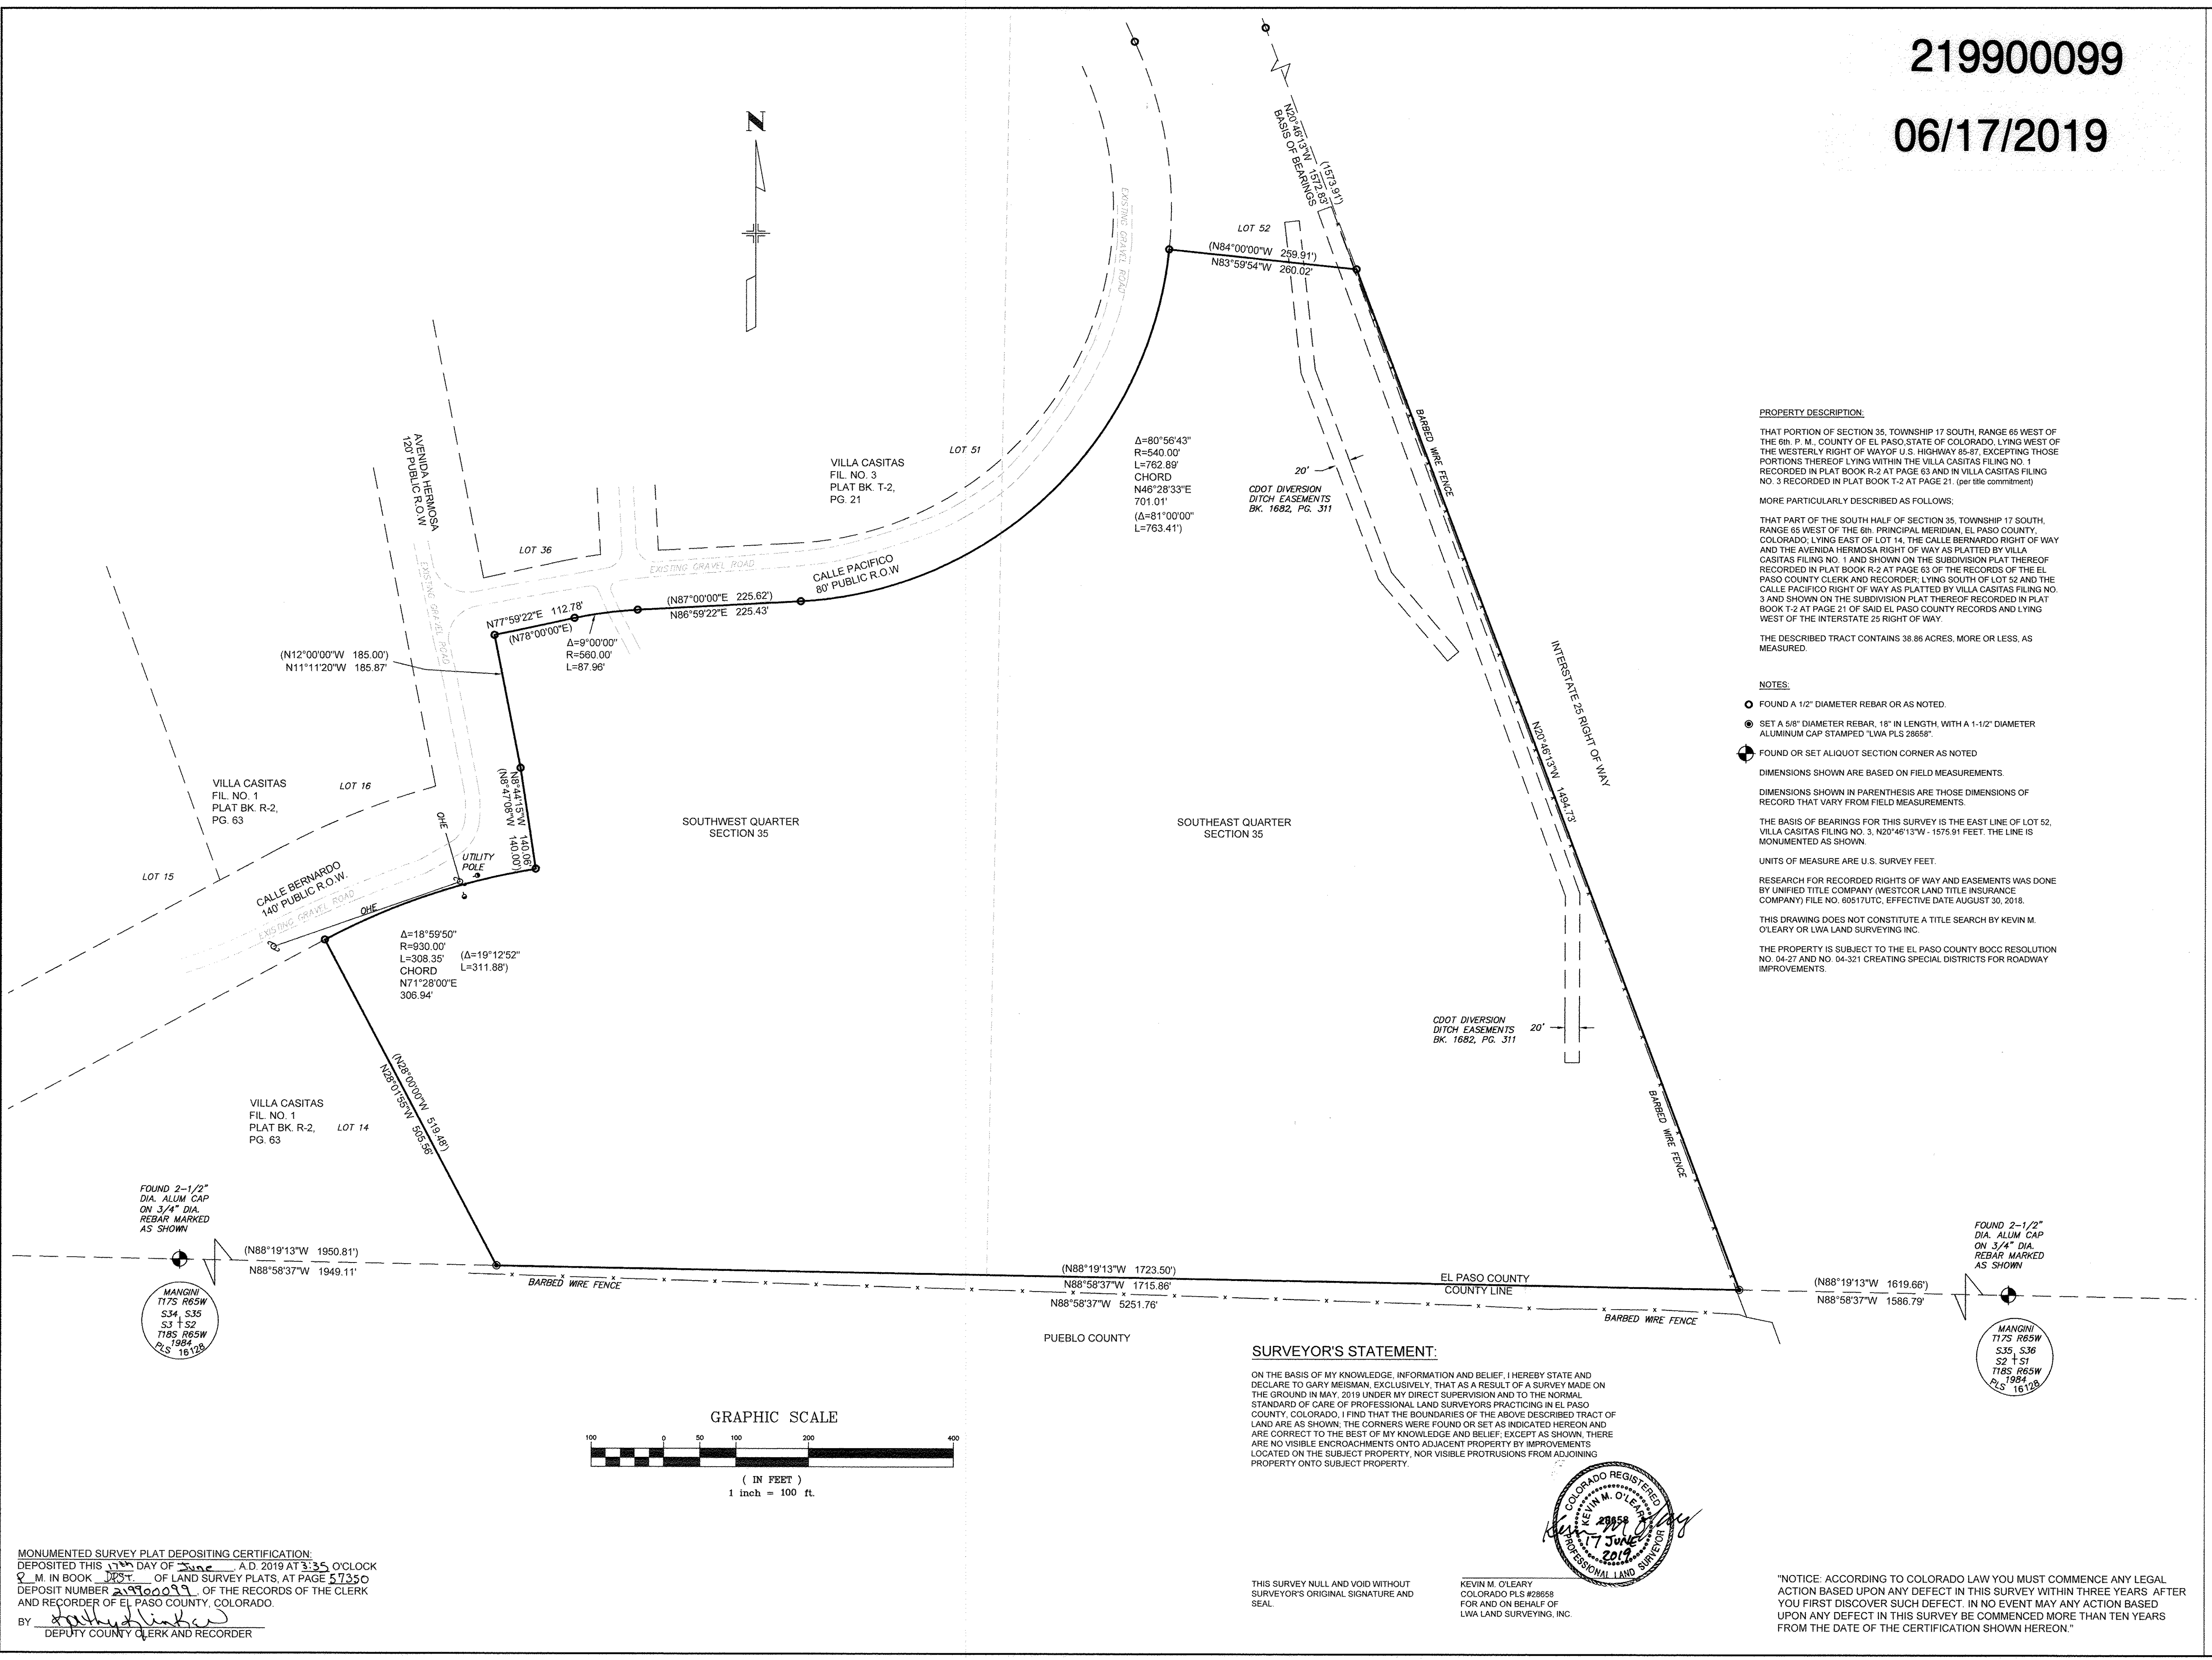 219900099
06/17/2019
N
N20°46'13"W 1572.83'
(1573.91')
BASIS OF BEARINGS
EXISTING GRAVEL ROAD
LOT 52
(N84°00'00"W 259.91')
N83°59'54"W 260.02'
AVENIDA HERMOSA
120' PUBLIC R.O.W
EXISTING GRAVEL ROAD
LOT 36
VILLA CASITAS
FIL. NO. 3
PLAT BK. T-2,
PG. 21
LOT 51
EXISTING GRAVEL ROAD
CALLE PACIFICO
80' PUBLIC R.O.W
Δ=80°56'43"
R=540.00'
L=762.89'
CHORD
N46°28'33"E
701.01'
(Δ=81°00'00"
L=763.41')
20'
CDOT DIVERSION
DITCH EASEMENTS
BK. 1682, PG. 311
BARBED WIRE FENCE
N77°59'22"E 112.78'
(N78°00'00"E)
(N87°00'00"E 225.62')
N86°59'22"E 225.43'
Δ=9°00'00"
R=560.00'
L=87.96'
(N12°00'00"W 185.00')
N11°11'20"W 185.87'
N8°44'15"W 140.06'
(N8°47'08"W 140.00')
INTERSTATE 25 RIGHT OF WAY
N20°46'13"W 1494.73'
VILLA CASITAS
FIL. NO. 1
PLAT BK. R-2,
PG. 63
LOT 16
LOT 15
OHE
UTILITY
POLE
CALLE BERNARDO
140' PUBLIC R.O.W.
EXISTING GRAVEL ROAD
OHE
SOUTHWEST QUARTER
SECTION 35
SOUTHEAST QUARTER
SECTION 35
Δ=18°59'50"
R=930.00'
L=308.35'
CHORD
N71°28'00"E
306.94'
(Δ=19°12'52"
L=311.88')
CDOT DIVERSION
DITCH EASEMENTS
BK. 1682, PG. 311
20'
(N28°00'00"W 519.48')
N28°01'55"W 505.56'
VILLA CASITAS
FIL. NO. 1
PLAT BK. R-2,
PG. 63
LOT 14
BARBED WIRE FENCE
FOUND 2-1/2"
DIA. ALUM CAP
ON 3/4" DIA.
REBAR MARKED
AS SHOWN
(N88°19'13"W 1950.81')
N88°58'37"W 1949.11'
MANGINI
T17S R65W
S34 S35
S3 S2
T18S R65W
1984
PLS 16128
BARBED WIRE FENCE
(N88°19'13"W 1723.50')
N88°58'37"W 1715.86'
N88°58'37"W 5251.76'
EL PASO COUNTY
COUNTY LINE
PUEBLO COUNTY
BARBED WIRE FENCE
FOUND 2-1/2"
DIA. ALUM CAP
ON 3/4" DIA.
REBAR MARKED
AS SHOWN
(N88°19'13"W 1619.66')
N88°58'37"W 1586.79'
MANGINI
T17S R65W
S35 S36
S2 S1
T18S R65W
1984
PLS 16128
PROPERTY DESCRIPTION:
THAT PORTION OF SECTION 35, TOWNSHIP 17 SOUTH, RANGE 65 WEST OF
THE 6th. P. M., COUNTY OF EL PASO,STATE OF COLORADO, LYING WEST OF
THE WESTERLY RIGHT OF WAYOF U.S. HIGHWAY 85-87, EXCEPTING THOSE
PORTIONS THEREOF LYING WITHIN THE VILLA CASITAS FILING NO. 1
RECORDED IN PLAT BOOK R-2 AT PAGE 63 AND IN VILLA CASITAS FILING
NO. 3 RECORDED IN PLAT BOOK T-2 AT PAGE 21. (per title commitment)
MORE PARTICULARLY DESCRIBED AS FOLLOWS;
THAT PART OF THE SOUTH HALF OF SECTION 35, TOWNSHIP 17 SOUTH,
RANGE 65 WEST OF THE 6th. PRINCIPAL MERIDIAN, EL PASO COUNTY,
COLORADO; LYING EAST OF LOT 14, THE CALLE BERNARDO RIGHT OF WAY
AND THE AVENIDA HERMOSA RIGHT OF WAY AS PLATTED BY VILLA
CASITAS FILING NO. 1 AND SHOWN ON THE SUBDIVISION PLAT THEREOF
RECORDED IN PLAT BOOK R-2 AT PAGE 63 OF THE RECORDS OF THE EL
PASO COUNTY CLERK AND RECORDER; LYING SOUTH OF LOT 52 AND THE
CALLE PACIFICO RIGHT OF WAY AS PLATTED BY VILLA CASITAS FILING NO.
3 AND SHOWN ON THE SUBDIVISION PLAT THEREOF RECORDED IN PLAT
BOOK T-2 AT PAGE 21 OF SAID EL PASO COUNTY RECORDS AND LYING
WEST OF THE INTERSTATE 25 RIGHT OF WAY.
THE DESCRIBED TRACT CONTAINS 38.86 ACRES, MORE OR LESS, AS
MEASURED.
NOTES:
FOUND A 1/2" DIAMETER REBAR OR AS NOTED.
SET A 5/8" DIAMETER REBAR, 18" IN LENGTH, WITH A 1-1/2" DIAMETER
ALUMINUM CAP STAMPED "LWA PLS 28658".
FOUND OR SET ALIQUOT SECTION CORNER AS NOTED
DIMENSIONS SHOWN ARE BASED ON FIELD MEASUREMENTS.
DIMENSIONS SHOWN IN PARENTHESIS ARE THOSE DIMENSIONS OF
RECORD THAT VARY FROM FIELD MEASUREMENTS.
THE BASIS OF BEARINGS FOR THIS SURVEY IS THE EAST LINE OF LOT 52,
VILLA CASITAS FILING NO. 3, N20°46'13"W - 1575.91 FEET. THE LINE IS
MONUMENTED AS SHOWN.
UNITS OF MEASURE ARE U.S. SURVEY FEET.
RESEARCH FOR RECORDED RIGHTS OF WAY AND EASEMENTS WAS DONE
BY UNIFIED TITLE COMPANY (WESTCOR LAND TITLE INSURANCE
COMPANY) FILE NO. 60517UTC, EFFECTIVE DATE AUGUST 30, 2018.
THIS DRAWING DOES NOT CONSTITUTE A TITLE SEARCH BY KEVIN M.
O'LEARY OR LWA LAND SURVEYING INC.
THE PROPERTY IS SUBJECT TO THE EL PASO COUNTY BOCC RESOLUTION
NO. 04-27 AND NO. 04-321 CREATING SPECIAL DISTRICTS FOR ROADWAY
IMPROVEMENTS.
SURVEYOR'S STATEMENT:
ON THE BASIS OF MY KNOWLEDGE, INFORMATION AND BELIEF, I HEREBY STATE AND
DECLARE TO GARY MEISMAN, EXCLUSIVELY, THAT AS A RESULT OF A SURVEY MADE ON
THE GROUND IN MAY, 2019 UNDER MY DIRECT SUPERVISION AND TO THE NORMAL
STANDARD OF CARE OF PROFESSIONAL LAND SURVEYORS PRACTICING IN EL PASO
COUNTY, COLORADO, I FIND THAT THE BOUNDARIES OF THE ABOVE DESCRIBED TRACT OF
LAND ARE AS SHOWN; THE CORNERS WERE FOUND OR SET AS INDICATED HEREON AND
ARE CORRECT TO THE BEST OF MY KNOWLEDGE AND BELIEF; EXCEPT AS SHOWN, THERE
ARE NO VISIBLE ENCROACHMENTS ONTO ADJACENT PROPERTY BY IMPROVEMENTS
LOCATED ON THE SUBJECT PROPERTY, NOR VISIBLE PROTRUSIONS FROM ADJOINING
PROPERTY ONTO SUBJECT PROPERTY.
COLORADO REGISTERED
KEVIN M. O'LEARY
28658
17 JUNE
2019
PROFESSIONAL LAND SURVEYOR
THIS SURVEY NULL AND VOID WITHOUT
SURVEYOR'S ORIGINAL SIGNATURE AND
SEAL.
KEVIN M. O'LEARY
COLORADO PLS #28658
FOR AND ON BEHALF OF
LWA LAND SURVEYING, INC.
GRAPHIC SCALE
100 0 50 100 200 400
( IN FEET )
1 inch = 100 ft.
MONUMENTED SURVEY PLAT DEPOSITING CERTIFICATION:
DEPOSITED THIS 17th DAY OF June A.D. 2019 AT 3:35 O'CLOCK
P M. IN BOOK DPST. OF LAND SURVEY PLATS, AT PAGE 57350
DEPOSIT NUMBER 219900099, OF THE RECORDS OF THE CLERK
AND RECORDER OF EL PASO COUNTY, COLORADO.
BY
DEPUTY COUNTY CLERK AND RECORDER
"NOTICE: ACCORDING TO COLORADO LAW YOU MUST COMMENCE ANY LEGAL
ACTION BASED UPON ANY DEFECT IN THIS SURVEY WITHIN THREE YEARS AFTER
YOU FIRST DISCOVER SUCH DEFECT. IN NO EVENT MAY ANY ACTION BASED
UPON ANY DEFECT IN THIS SURVEY BE COMMENCED MORE THAN TEN YEARS
FROM THE DATE OF THE CERTIFICATION SHOWN HEREON."